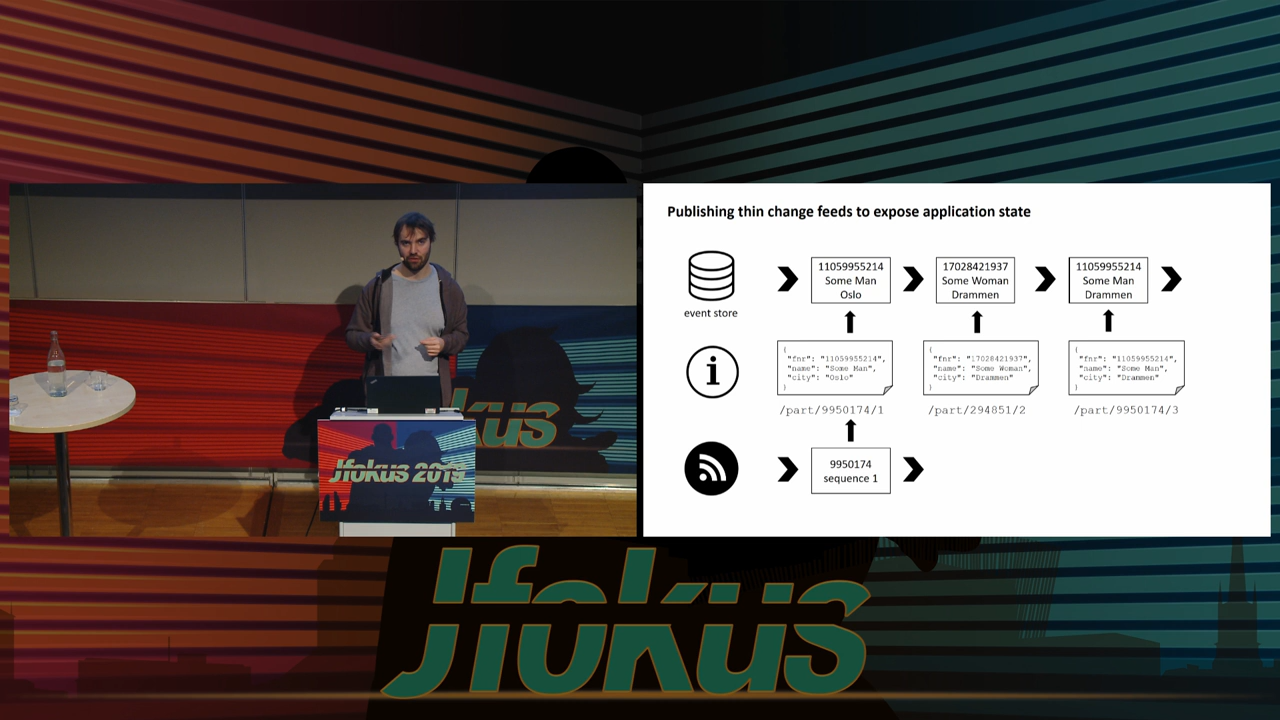 Publishing thin change feeds to expose application state
11059955214
Some Man
Oslo
17028421937
Some Woman
Drammen
11059955214
Some Man
Drammen
event store
{
"fnr": "11059955214",
"name": "Some Man",
"city": "Oslo"
}
{
"fnr": "17028421937",
"name": "Some Woman",
"city": "Drammen"
}
{
"fnr": "11059955214",
"name": "Some Man",
"city": "Drammen"
}
/part/9950174/1
/part/294851/2
/part/9950174/3
9950174
sequence 1
kus
Jfokus 2019
Jfokus